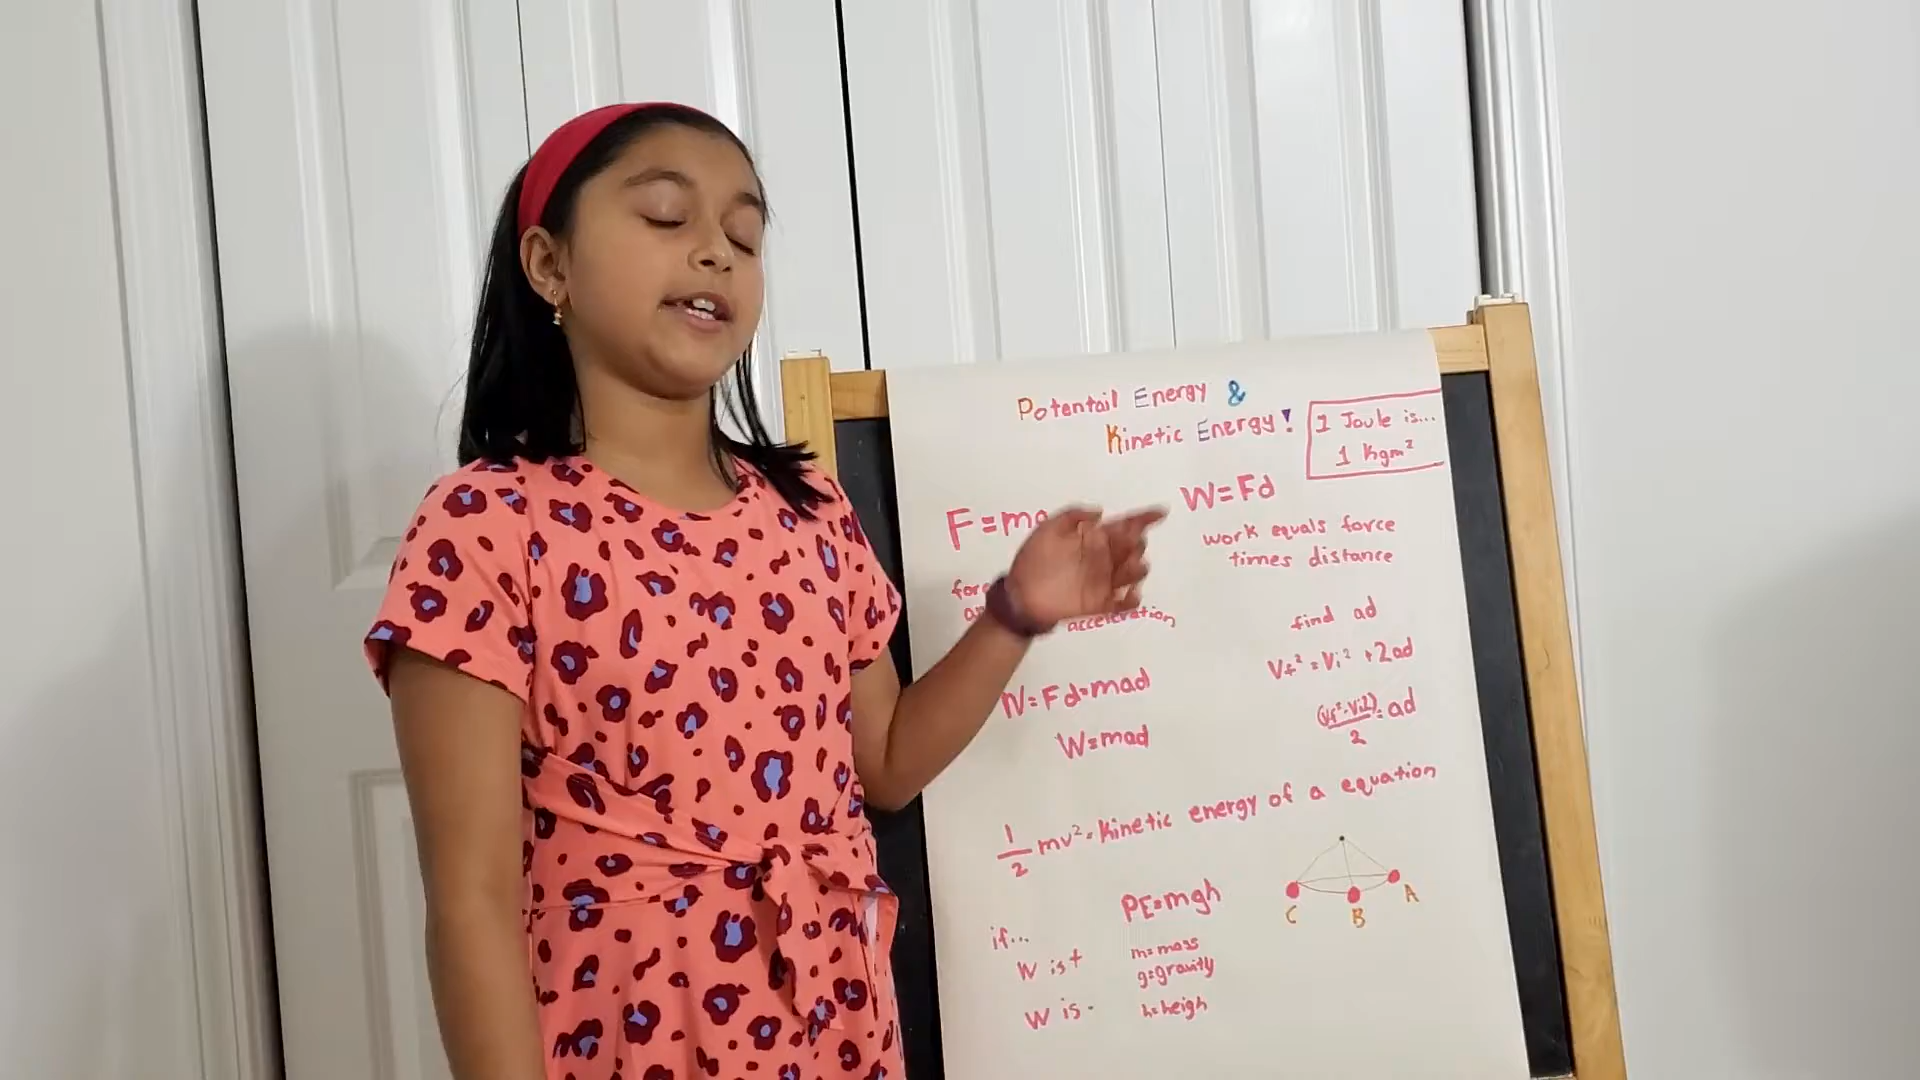 Potentail Energy &
Kinetic Energy!
1 Joule is...
1 Kgm²
F=ma
W=Fd
work equals force
times distance
acceleration
find ad
Vf²=Vi²+2ad
(Vf²-Vi2)=ad
2
W=Fd=mad
W=mad
1
2 mv²=Kinetic energy of a equation
PE=mgh
m=mass
g=gravity
h=heigh
if...
W is +
W is -
C B A